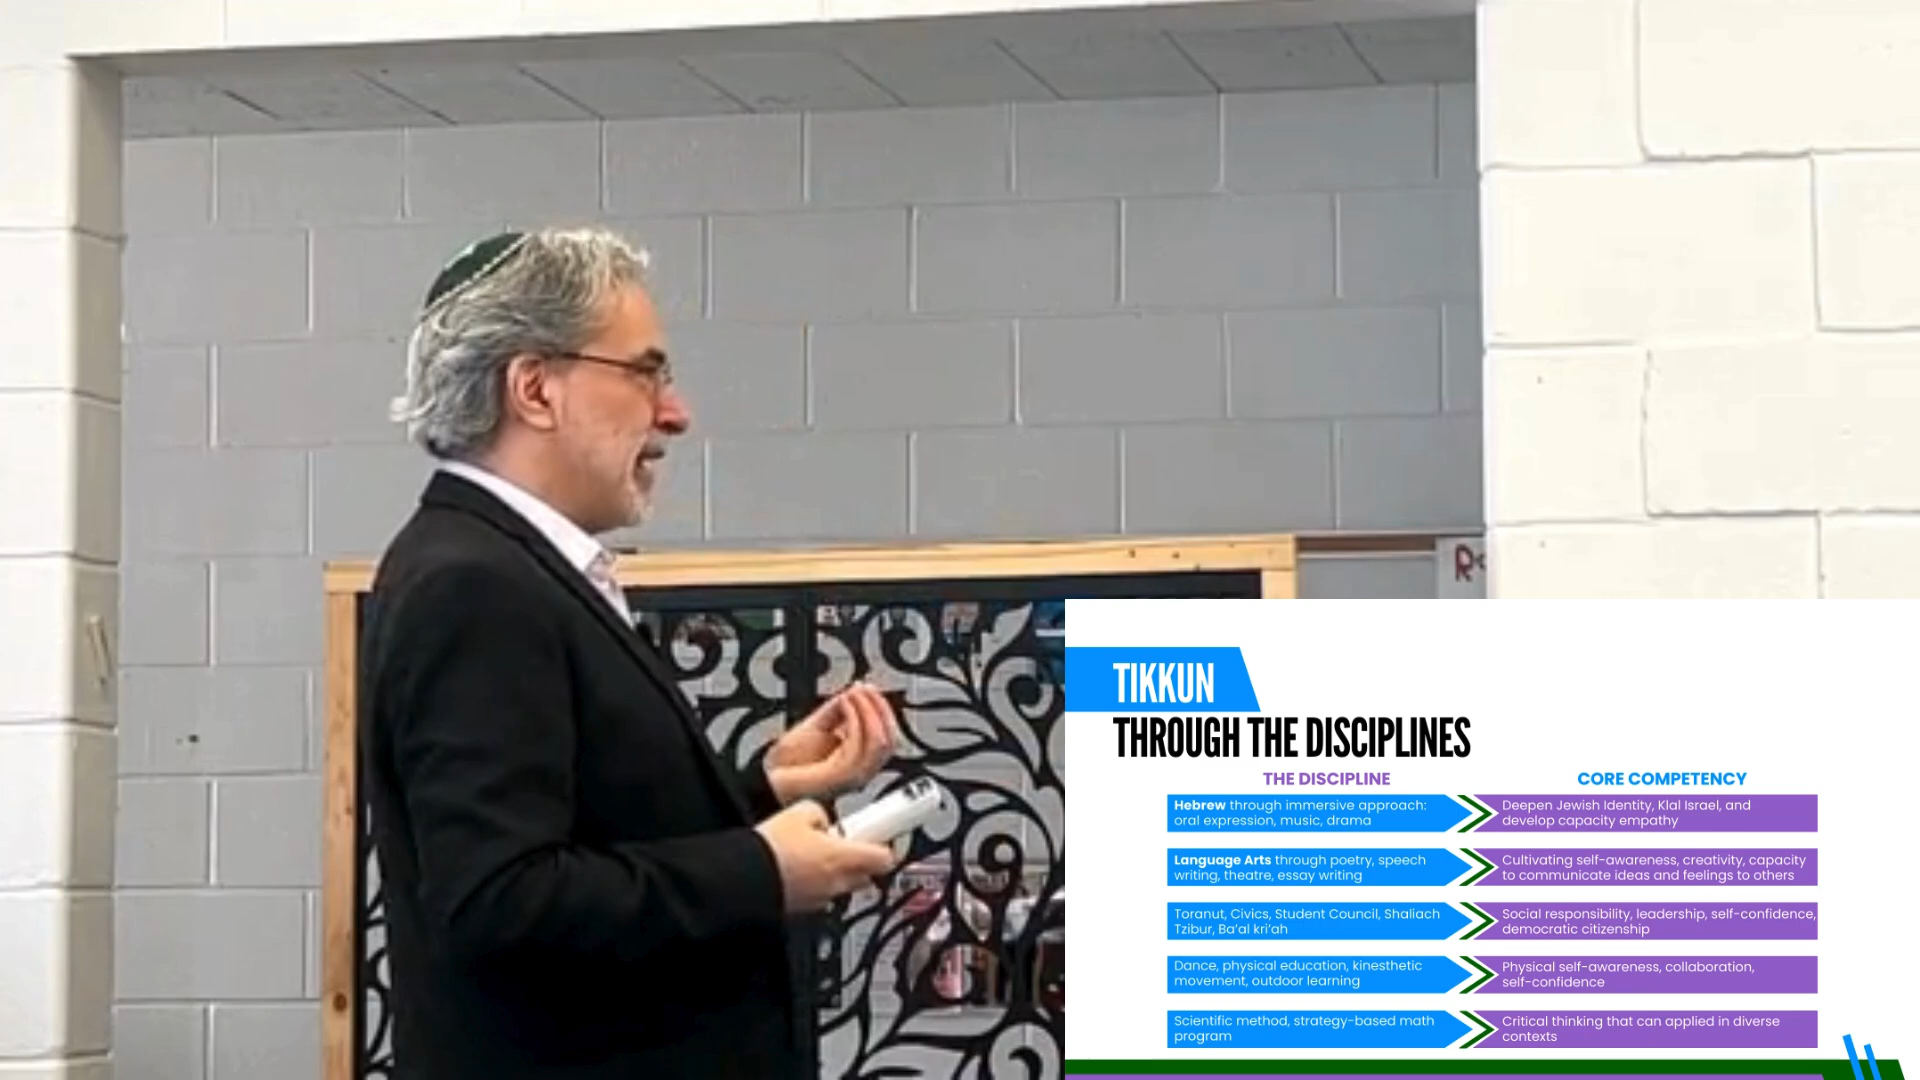 TIKKUN
THROUGH THE DISCIPLINES
THE DISCIPLINE
CORE COMPETENCY
Hebrew through immersive approach:
oral expression, music, drama
Deepen Jewish Identity, Klal Israel, and
develop capacity empathy
Language Arts through poetry, speech
writing, theatre, essay writing
Cultivating self-awareness, creativity, capacity
to communicate ideas and feelings to others
Toranut, Civics, Student Council, Shaliach
Tzibur, Ba'al kri'ah
Social responsibility, leadership, self-confidence,
democratic citizenship
Dance, physical education, kinesthetic
movement, outdoor learning
Physical self-awareness, collaboration,
self-confidence
Scientific method, strategy-based math
program
Critical thinking that can applied in diverse
contexts